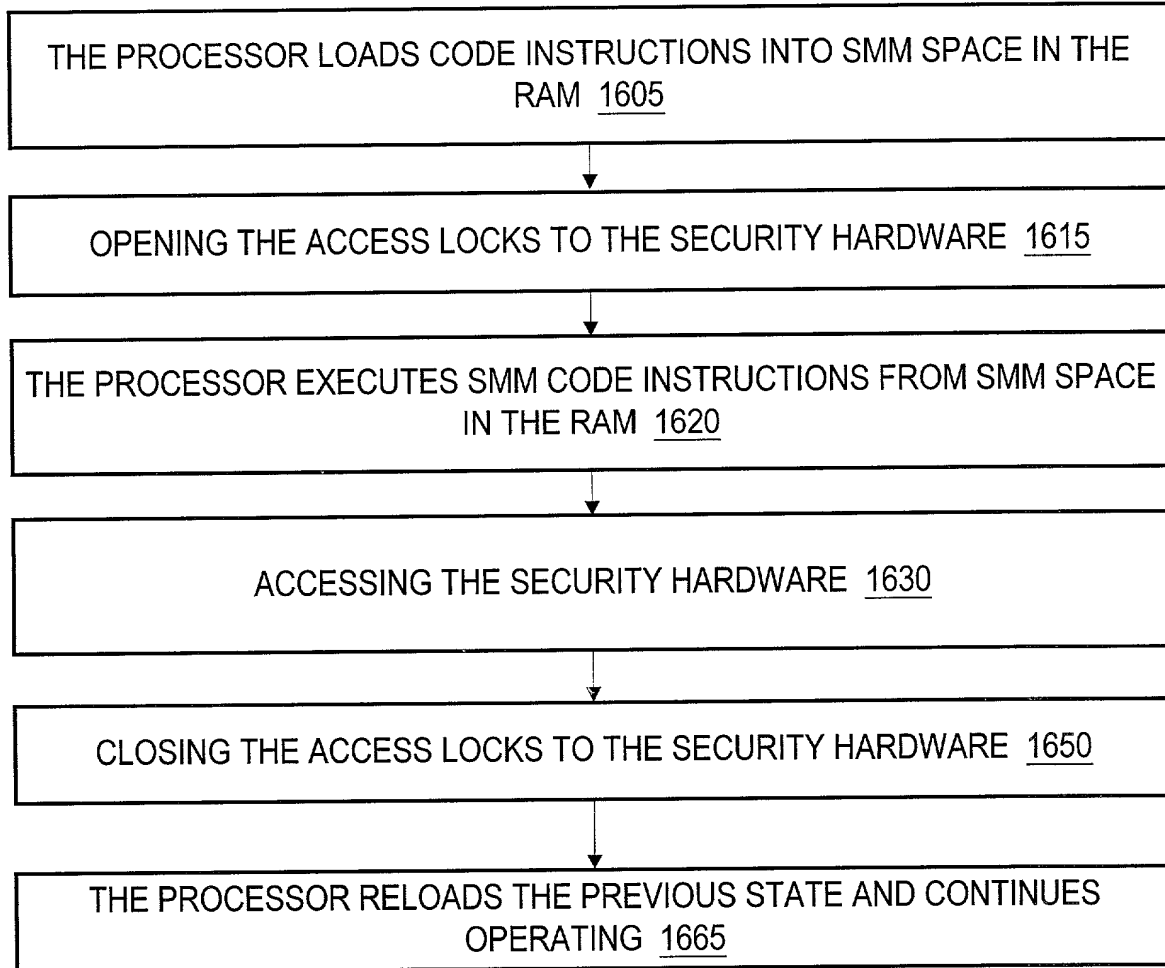 THE PROCESSOR LOADS CODE INSTRUCTIONS INTO SMM SPACE IN THE
RAM 1605
OPENING THE ACCESS LOCKS TO THE SECURITY HARDWARE 1615
THE PROCESSOR EXECUTES SMM CODE INSTRUCTIONS FROM SMM SPACE
IN THE RAM 1620
ACCESSING THE SECURITY HARDWARE 1630
CLOSING THE ACCESS LOCKS TO THE SECURITY HARDWARE 1650
THE PROCESSOR RELOADS THE PREVIOUS STATE AND CONTINUES
OPERATING 1665